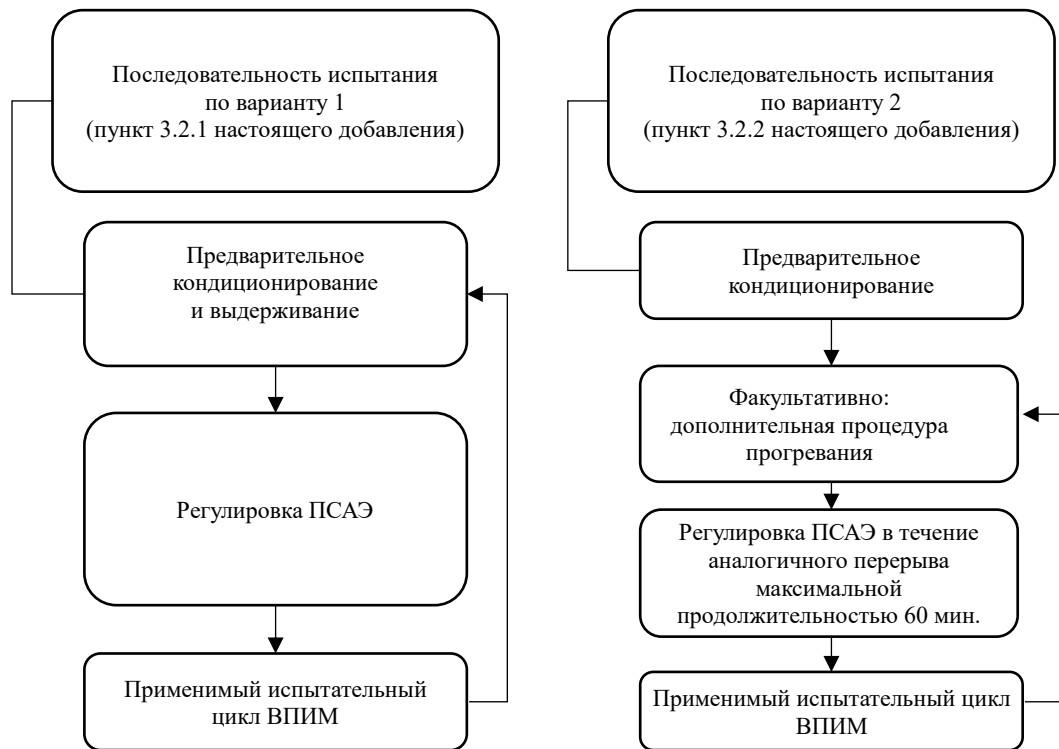 Последовательность испытания
по варианту 1
(пункт 3.2.1 настоящего добавления)
Предварительное
кондиционирование
и выдерживание
Регулировка ПСАЭ
Применимый испытательный
цикл ВПИМ
Последовательность испытания
по варианту 2
(пункт 3.2.2 настоящего добавления)
Предварительное
кондиционирование
Факультативно:
дополнительная процедура
прогревания
Регулировка ПСАЭ в течение
аналогичного перерыва
максимальной
продолжительностью 60 мин.
Применимый испытательный цикл
ВПИМ